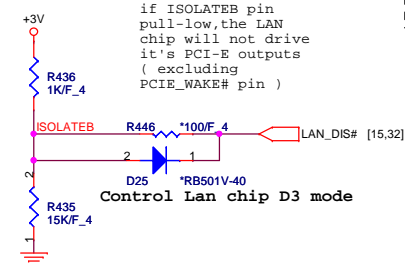 if ISOLATEB pin
pull-low,the LAN
chip will not drive
it's PCI-E outputs
( excluding
PCIE_WAKE# pin )
+3V
R436
1K/F_4
ISOLATEB
R446
*100/F_4
LAN_DIS# [15,32]
2
1
D25
*RB501V-40
Control Lan chip D3 mode
2
R435
15K/F_4
1